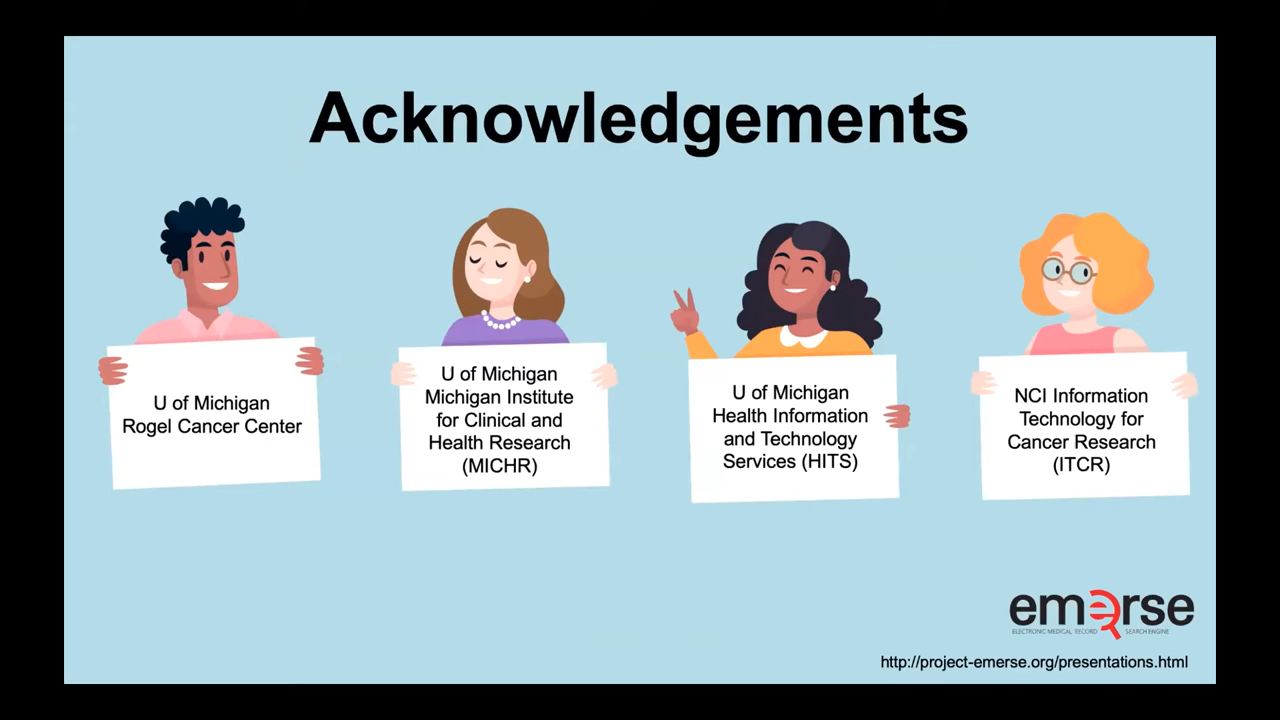 Acknowledgements
U of Michigan
Rogel Cancer Center
U of Michigan
Michigan Institute
for Clinical and
Health Research
(MICHR)
U of Michigan
Health Information
and Technology
Services (HITS)
NCI Information
Technology for
Cancer Research
(ITCR)
emerse
ELECTRONIC MEDICAL RECORD SEARCH ENGINE
http://project-emerse.org/presentations.html